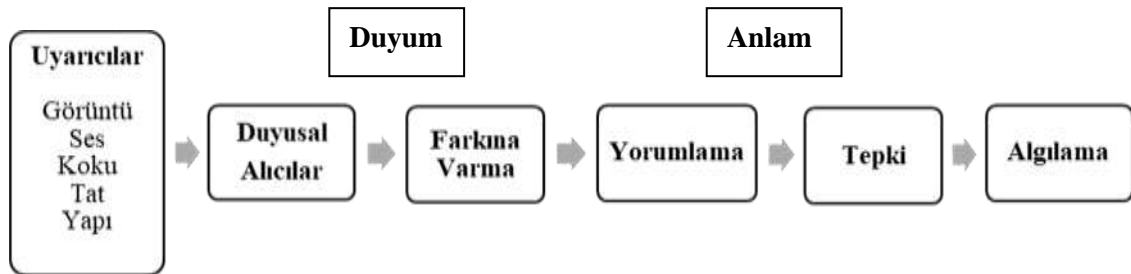 Duyum
Anlam
Uyarıcılar
Görüntü
Ses
Koku
Tat
Yapı
Duyusal
Alıcılar
Farkına
Varma
Yorumlama
Tepki
Algılama